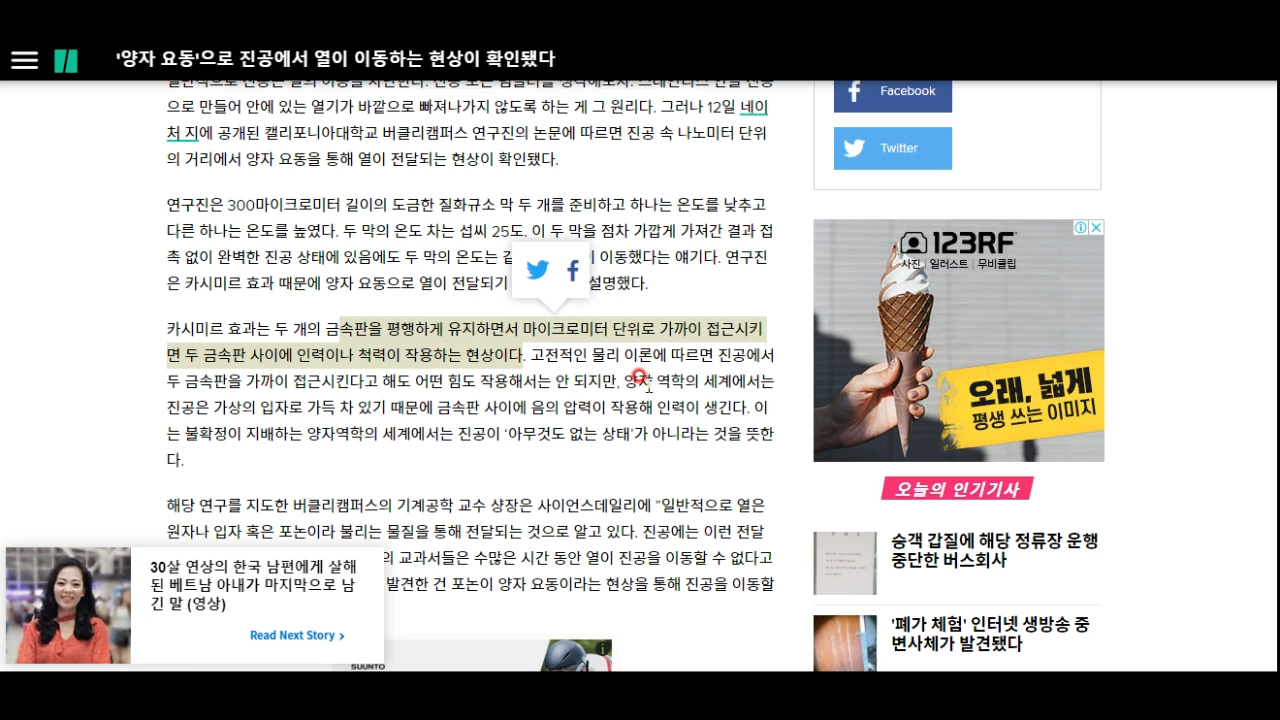 '양자 요동'으로 진공에서 열이 이동하는 현상이 확인됐다
으로 만들어 안에 있는 열기가 바깥으로 빠져나가지 않도록 하는 게 그 원리다. 그러나 12일 네이
처 지에 공개된 캘리포니아대학교 버클리캠퍼스 연구진의 논문에 따르면 진공 속 나노미터 단위
의 거리에서 양자 요동을 통해 열이 전달되는 현상이 확인됐다.
연구진은 300마이크로미터 길이의 도금한 질화규소 막 두 개를 준비하고 하나는 온도를 낮추고
다른 하나는 온도를 높였다. 두 막의 온도 차는 섭씨 25도. 이 두 막을 점차 가깝게 가져간 결과 접
촉 없이 완벽한 진공 상태에 있음에도 두 막의 온도는 이동했다는 얘기다. 연구진
은 카시미르 효과 때문에 양자 요동으로 열이 전달되기 설명했다.
카시미르 효과는 두 개의 금속판을 평행하게 유지하면서 마이크로미터 단위로 가까이 접근시키
면 두 금속판 사이에 인력이나 척력이 작용하는 현상이다. 고전적인 물리 이론에 따르면 진공에서
두 금속판을 가까이 접근시킨다고 해도 어떤 힘도 작용해서는 안 되지만, 양자 역학의 세계에서는
진공은 가상의 입자로 가득 차 있기 때문에 금속판 사이에 음의 압력이 작용해 인력이 생긴다. 이
는 불확정이 지배하는 양자역학의 세계에서는 진공이 ‘아무것도 없는 상태’가 아니라는 것을 뜻한
다.
해당 연구를 지도한 버클리캠퍼스의 기계공학 교수 샹장은 사이언스데일리에 “일반적으로 열은
원자나 입자 혹은 포논이라 불리는 물질을 통해 전달되는 것으로 알고 있다. 진공에는 이런 전달
의 교과서들은 수많은 시간 동안 열이 진공을 이동할 수 없다고
발견한 건 포논이 양자 요동이라는 현상을 통해 진공을 이동할
30살 연상의 한국 남편에게 살해
된 베트남 아내가 마지막으로 남
긴 말 (영상)
Read Next Story
SUUNTO
Facebook
Twitter
123RF
사진 | 일러스트 | 무비클립
오래, 넓게
평생 쓰는 이미지
오늘의 인기기사
승객 갑질에 해당 정류장 운행
중단한 버스회사
'폐가 체험' 인터넷 생방송 중
변사체가 발견됐다